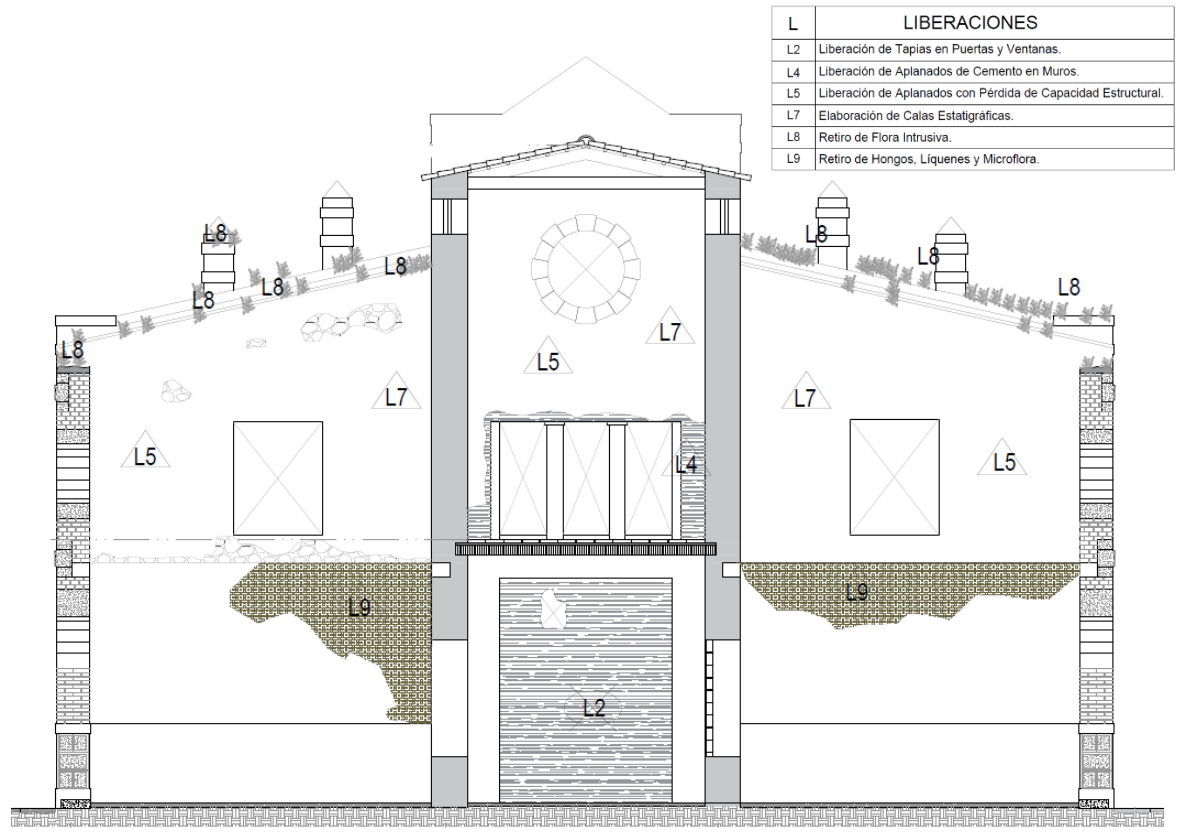 L LIBERACIONES
L2 Liberación de Tapias en Puertas y Ventanas.
L4 Liberación de Aplanados de Cemento en Muros.
L5 Liberación de Aplanados con Pérdida de Capacidad Estructural.
L7 Elaboración de Calas Estatigráficas.
L8 Retiro de Flora Intrusiva.
L9 Retiro de Hongos, Líquenes y Microflora.
L8
L8
L8
L8
L8
L8
L8
L8
L7
L5
L7
L7
L5
L4
L5
L9
L9
L2